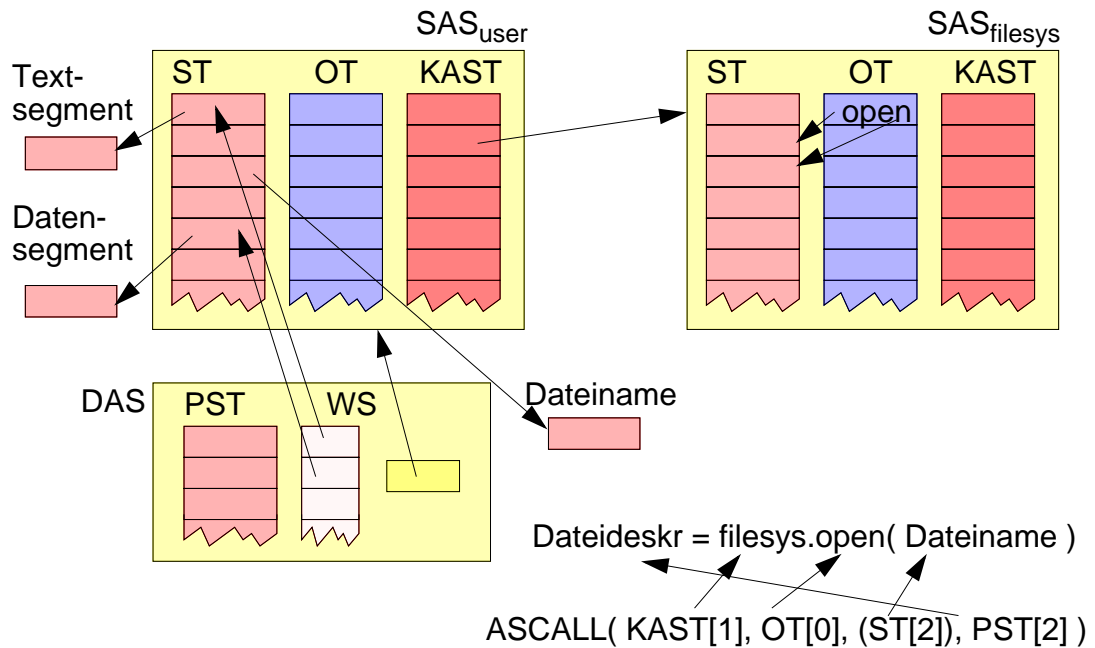 SASuser
SASfilesys
Text-
segment
ST OT KAST
ST OT KAST
open
Daten-
segment
DAS
PST WS
Dateiname
Dateideskr = filesys.open( Dateiname )
ASCALL( KAST[1], OT[0], (ST[2]), PST[2] )